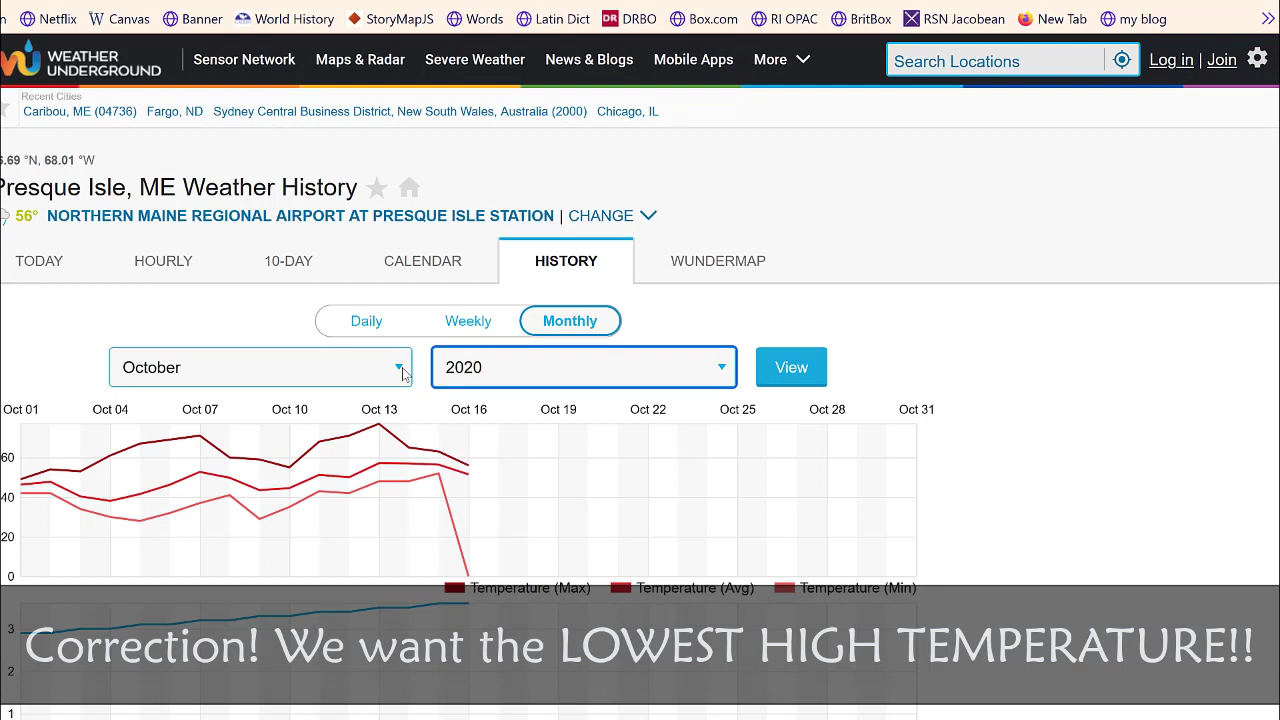 Netflix Canvas Banner World History StoryMapJS Words Latin Dict DRBO Box.com RI OPAC BritBox RSN Jacobean New Tab my blog
WEATHER UNDERGROUND Sensor Network Maps & Radar Severe Weather News & Blogs Mobile Apps More Search Locations Log in | Join
Recent Cities
Caribou, ME (04736) Fargo, ND Sydney Central Business District, New South Wales, Australia (2000) Chicago, IL
6.69 °N, 68.01 °W
Presque Isle, ME Weather History
56° NORTHERN MAINE REGIONAL AIRPORT AT PRESQUE ISLE STATION | CHANGE
TODAY HOURLY 10-DAY CALENDAR HISTORY WUNDERMAP
Daily Weekly Monthly
October 2020 View
Oct 01 Oct 04 Oct 07 Oct 10 Oct 13 Oct 16 Oct 19 Oct 22 Oct 25 Oct 28 Oct 31
60
40
20
0
Temperature (Max) Temperature (Avg) Temperature (Min)
3
Correction! We want the LOWEST HIGH TEMPERATURE!!
2
1